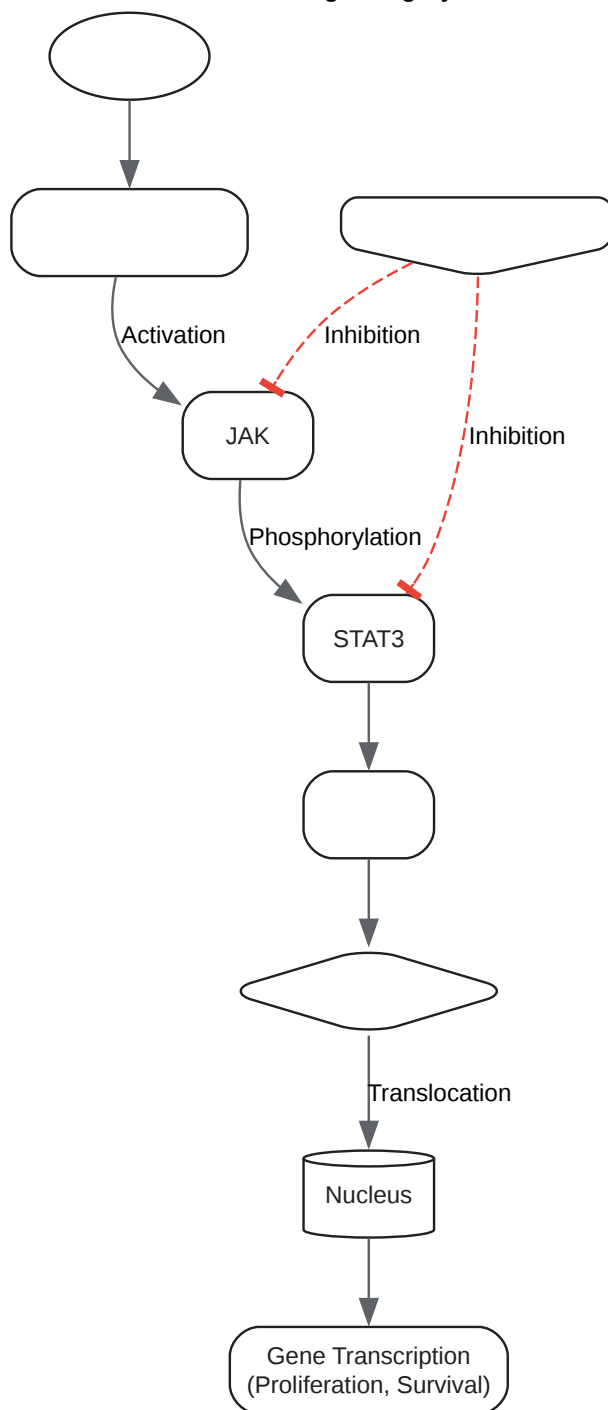 Activation
Inhibition
JAK
Inhibition
Phosphorylation
STAT3
Translocation
Nucleus
Gene Transcription
(Proliferation, Survival)